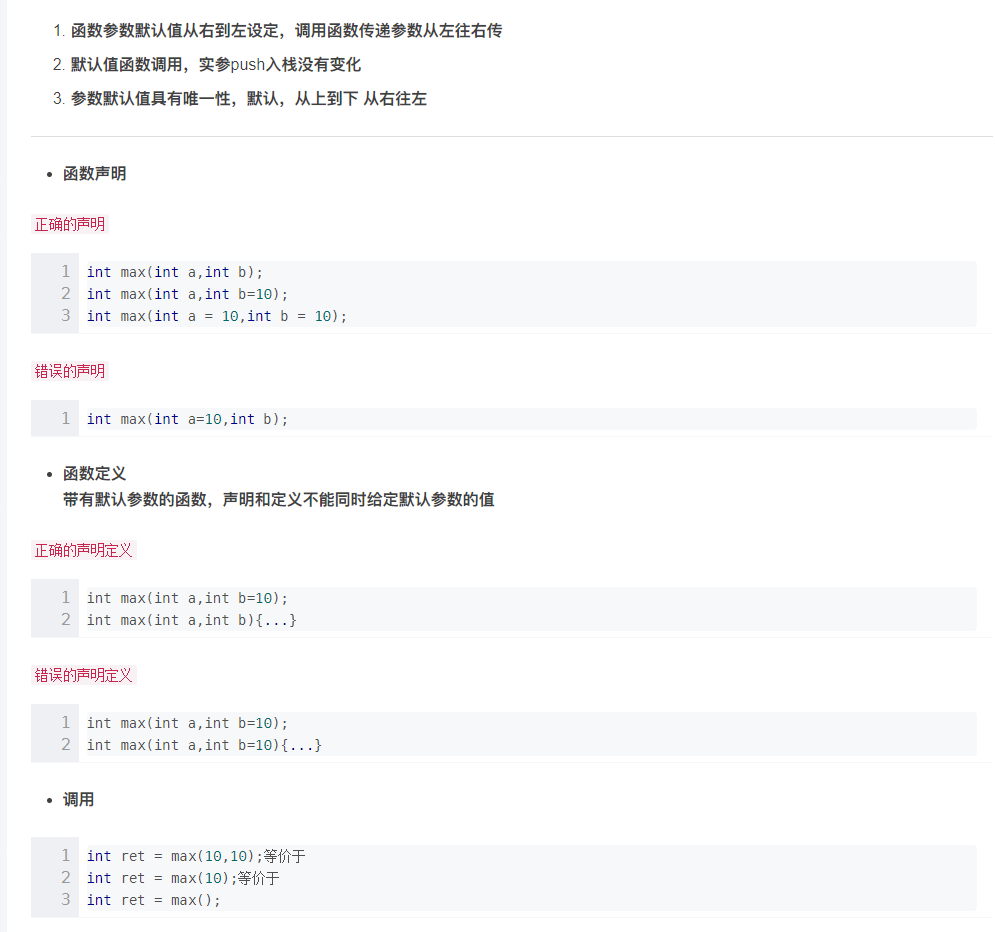 1. 函数参数默认值从右到左设定，调用函数传递参数从左往右传
2. 默认值函数调用，实参push入栈没有变化
3. 参数默认值具有唯一性，默认，从上到下 从右往左
• 函数声明
正确的声明
1 int max(int a,int b);
2 int max(int a,int b=10);
3 int max(int a = 10,int b = 10);
错误的声明
1 int max(int a=10,int b);
• 函数定义
带有默认参数的函数，声明和定义不能同时给定默认参数的值
正确的声明定义
1 int max(int a,int b=10);
2 int max(int a,int b){...}
错误的声明定义
1 int max(int a,int b=10);
2 int max(int a,int b=10){...}
• 调用
1 int ret = max(10,10);等价于
2 int ret = max(10);等价于
3 int ret = max();